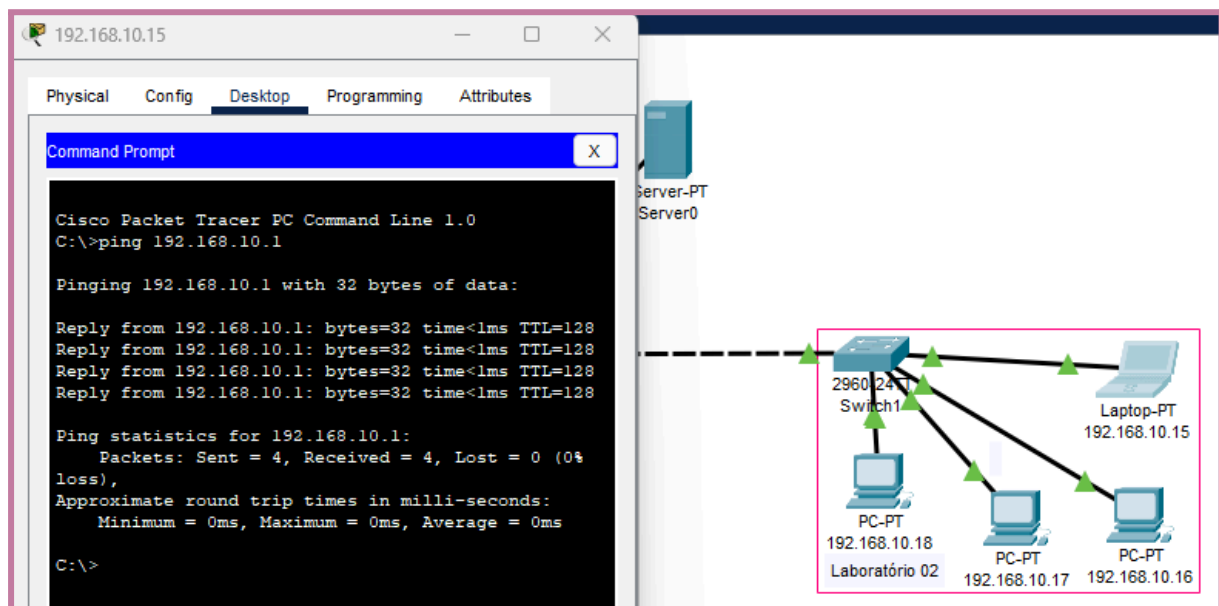 192.168.10.15
Physical Config Desktop Programming Attributes
Command Prompt
X
Cisco Packet Tracer PC Command Line 1.0
C:\>ping 192.168.10.1
Pinging 192.168.10.1 with 32 bytes of data:
Reply from 192.168.10.1: bytes=32 time<1ms TTL=128
Reply from 192.168.10.1: bytes=32 time<1ms TTL=128
Reply from 192.168.10.1: bytes=32 time<1ms TTL=128
Reply from 192.168.10.1: bytes=32 time<1ms TTL=128
Ping statistics for 192.168.10.1:
Packets: Sent = 4, Received = 4, Lost = 0 (0%
loss),
Approximate round trip times in milli-seconds:
Minimum = 0ms, Maximum = 0ms, Average = 0ms
C:\>
Server-PT
Server0
2960-24TT
Switch1
Laptop-PT
192.168.10.15
PC-PT
192.168.10.18
Laboratório 02
PC-PT
192.168.10.17
PC-PT
192.168.10.16